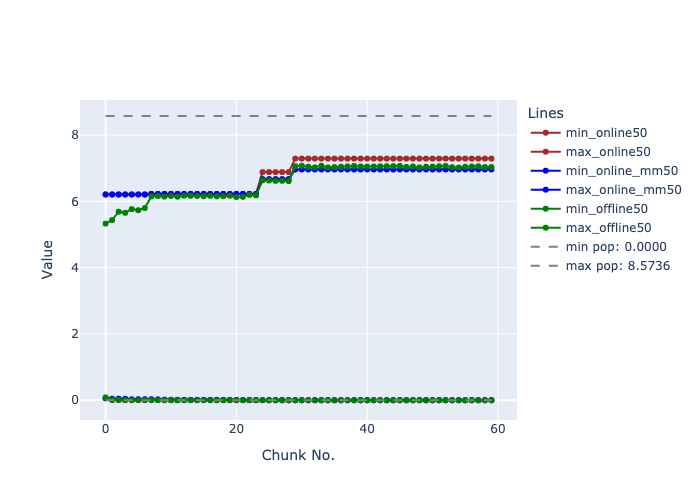 Lines
min_online50
max_online50
min_online_mm50
max_online_mm50
min_offline50
max_offline50
min pop: 0.0000
max pop: 8.5736
Value
8
6
4
2
0
0 20 40 60
Chunk No.